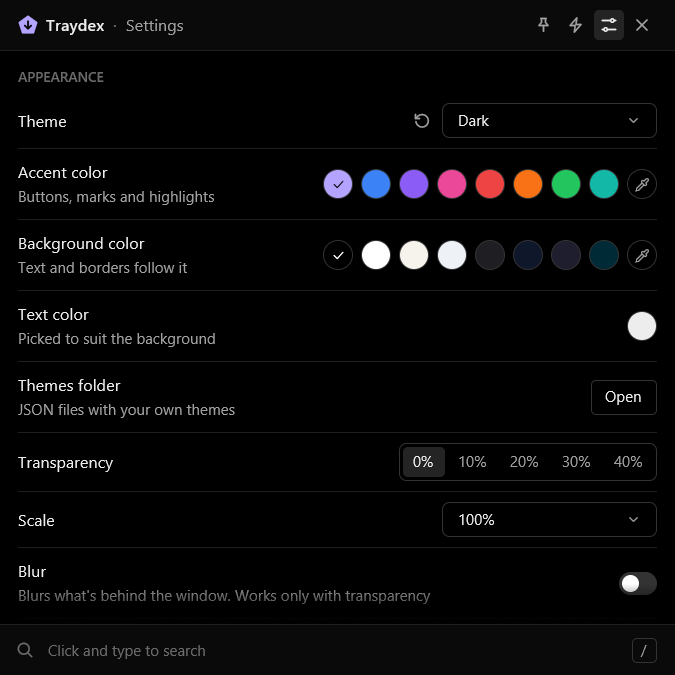 Traydex · Settings
APPEARANCE
Theme
Dark
Accent color
Buttons, marks and highlights
Background color
Text and borders follow it
Text color
Picked to suit the background
Themes folder
JSON files with your own themes
Open
Transparency
0% 10% 20% 30% 40%
Scale
100%
Blur
Blurs what's behind the window. Works only with transparency
Click and type to search
/